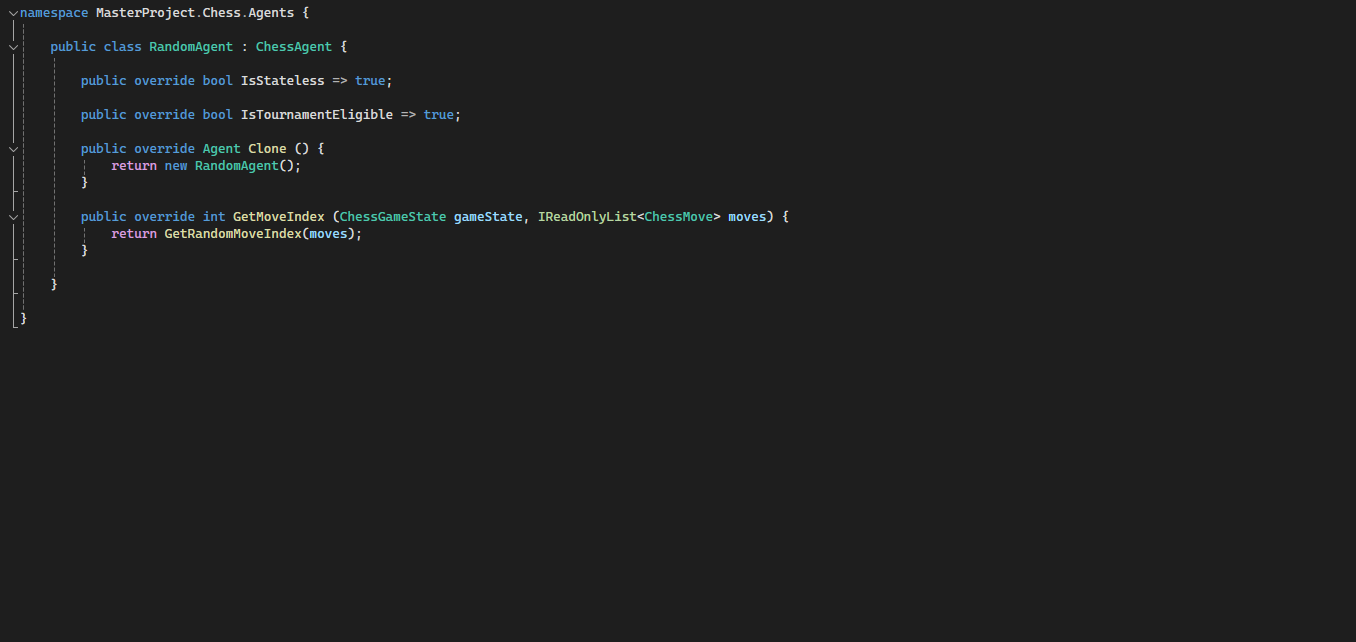 namespace MasterProject.Chess.Agents {
public class RandomAgent : ChessAgent {
public override bool IsStateless => true;
public override bool IsTournamentEligible => true;
public override Agent Clone () {
return new RandomAgent();
}
public override int GetMoveIndex (ChessGameState gameState, IReadOnlyList<ChessMove> moves) {
return GetRandomMoveIndex(moves);
}
}
}